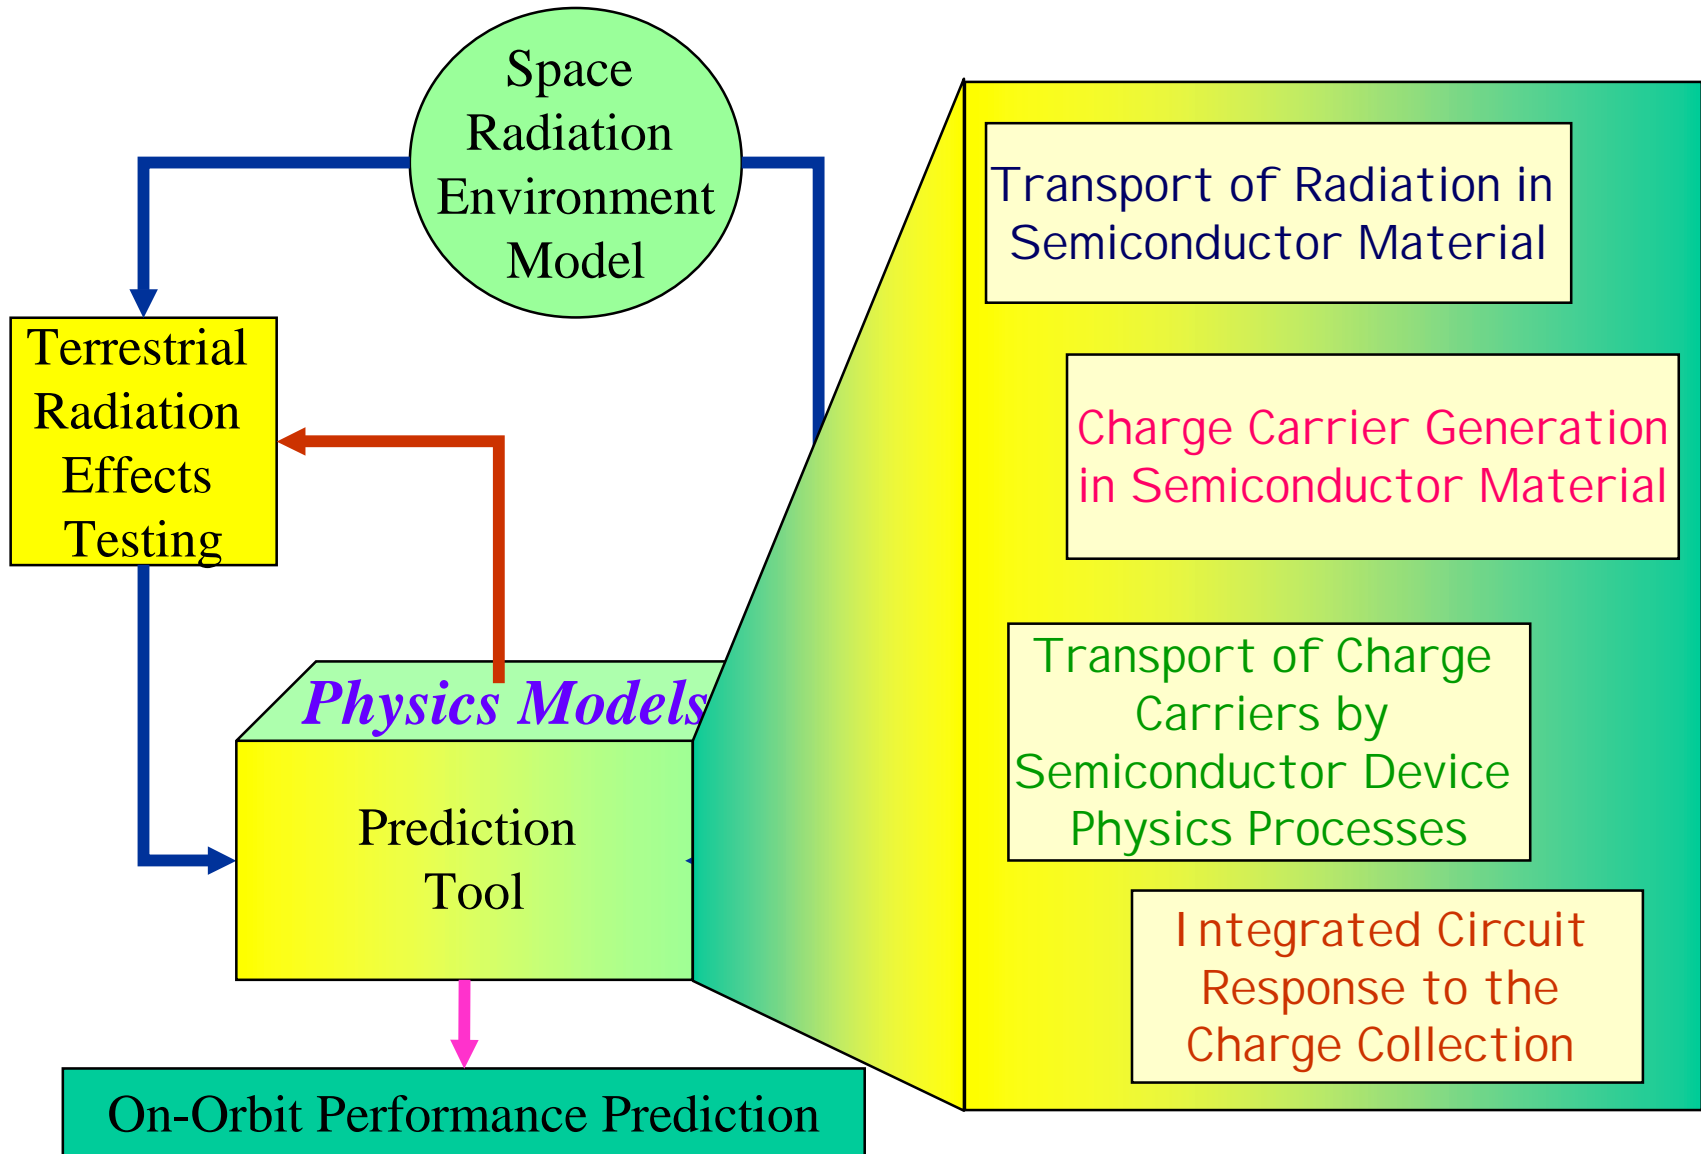 Space
Radiation
Environment
Model
Terrestrial
Radiation
Effects
Testing
Physics Models
Prediction
Tool
On-Orbit Performance Prediction
Transport of Radiation in
Semiconductor Material
Charge Carrier Generation
in Semiconductor Material
Transport of Charge
Carriers by
Semiconductor Device
Physics Processes
Integrated Circuit
Response to the
Charge Collection